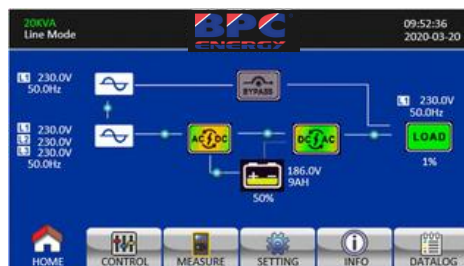 20KVA
Line Mode
BPC
ENERGY
09:52:36
2020-03-20
L1 230.0V
50.0Hz
BYPASS
L1 230.0V
50.0Hz
L1 230.0V
L2 230.0V
L3 230.0V
50.0Hz
AC DC
DC AC
LOAD
1%
186.0V
9AH
50%
HOME
CONTROL
MEASURE
SETTING
INFO
DATALOG